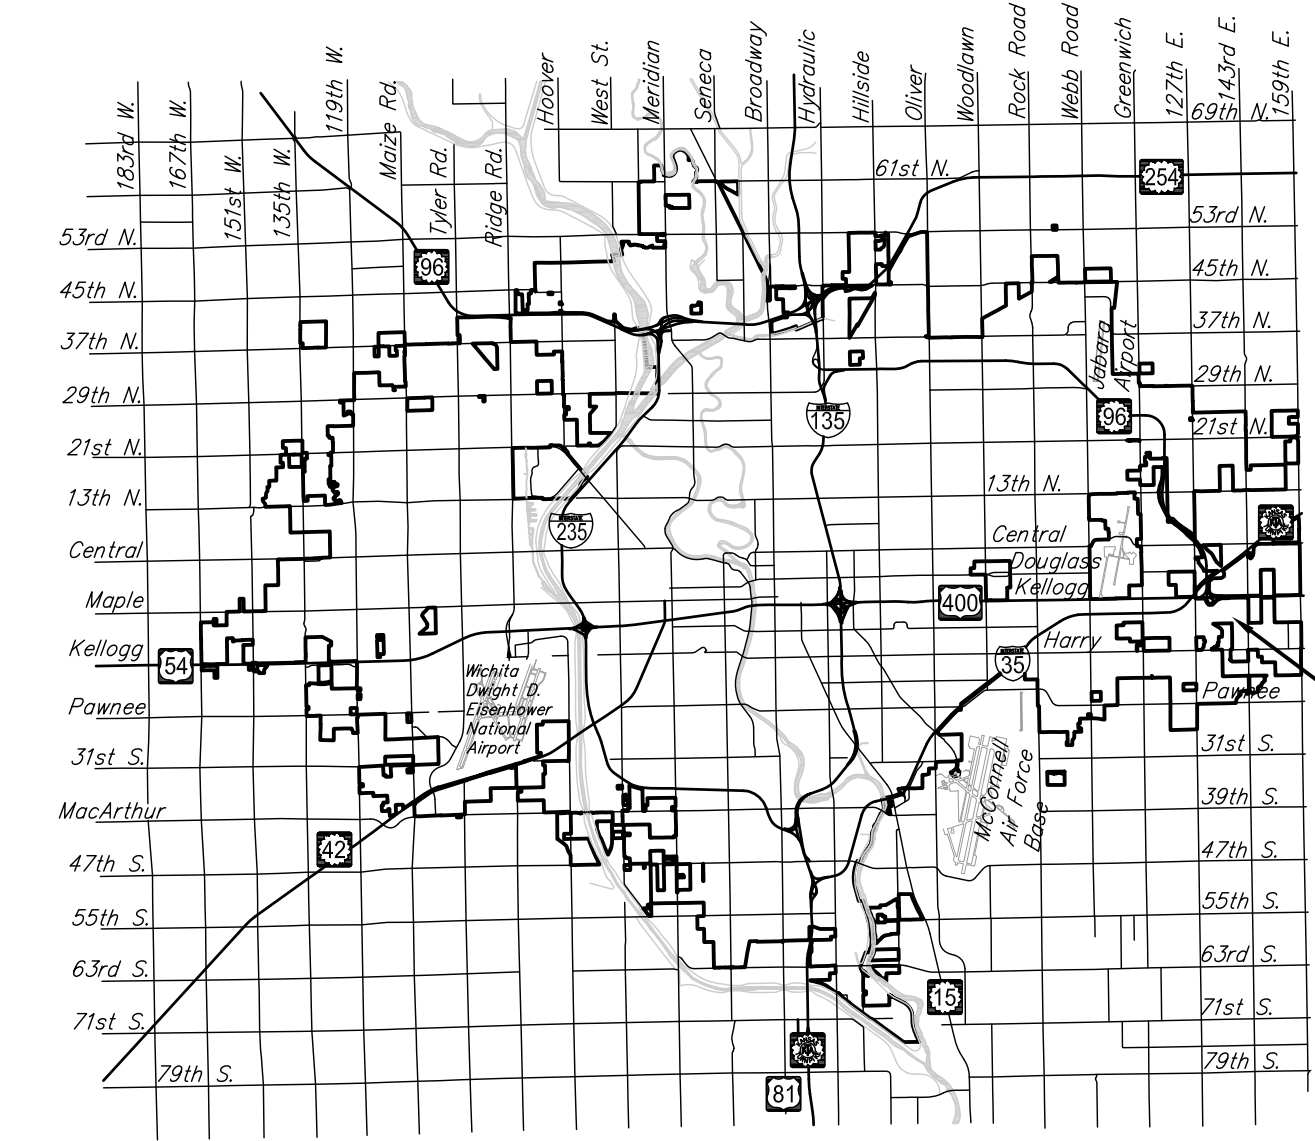 183rd W.
167th W.
151st W.
135th W.
119th W.
Maize Rd.
Tyler Rd.
Ridge Rd.
Hoover
West St.
Meridian
Seneca
Broadway
Hydraulic
Hillside
Oliver
Woodlawn
Rock Road
Webb Road
Greenwich
127th E.
143rd E.
159th E.
69th N.
61st N.
254
53rd N.
53rd N.
96
45th N.
45th N.
37th N.
37th N.
Jabara
Airport
29th N.
29th N.
135
96
21st N.
21st N.
13th N.
13th N.
235
Central
Central
Douglass
Kellogg
Maple
400
Kellogg
54
Harry
35
Wichita
Dwight D.
Eisenhower
National
Airport
Pawnee
Pawnee
31st S.
31st S.
McConnell
Air Force
Base
MacArthur
39th S.
42
47th S.
47th S.
55th S.
55th S.
63rd S.
63rd S.
15
71st S.
71st S.
79th S.
79th S.
81